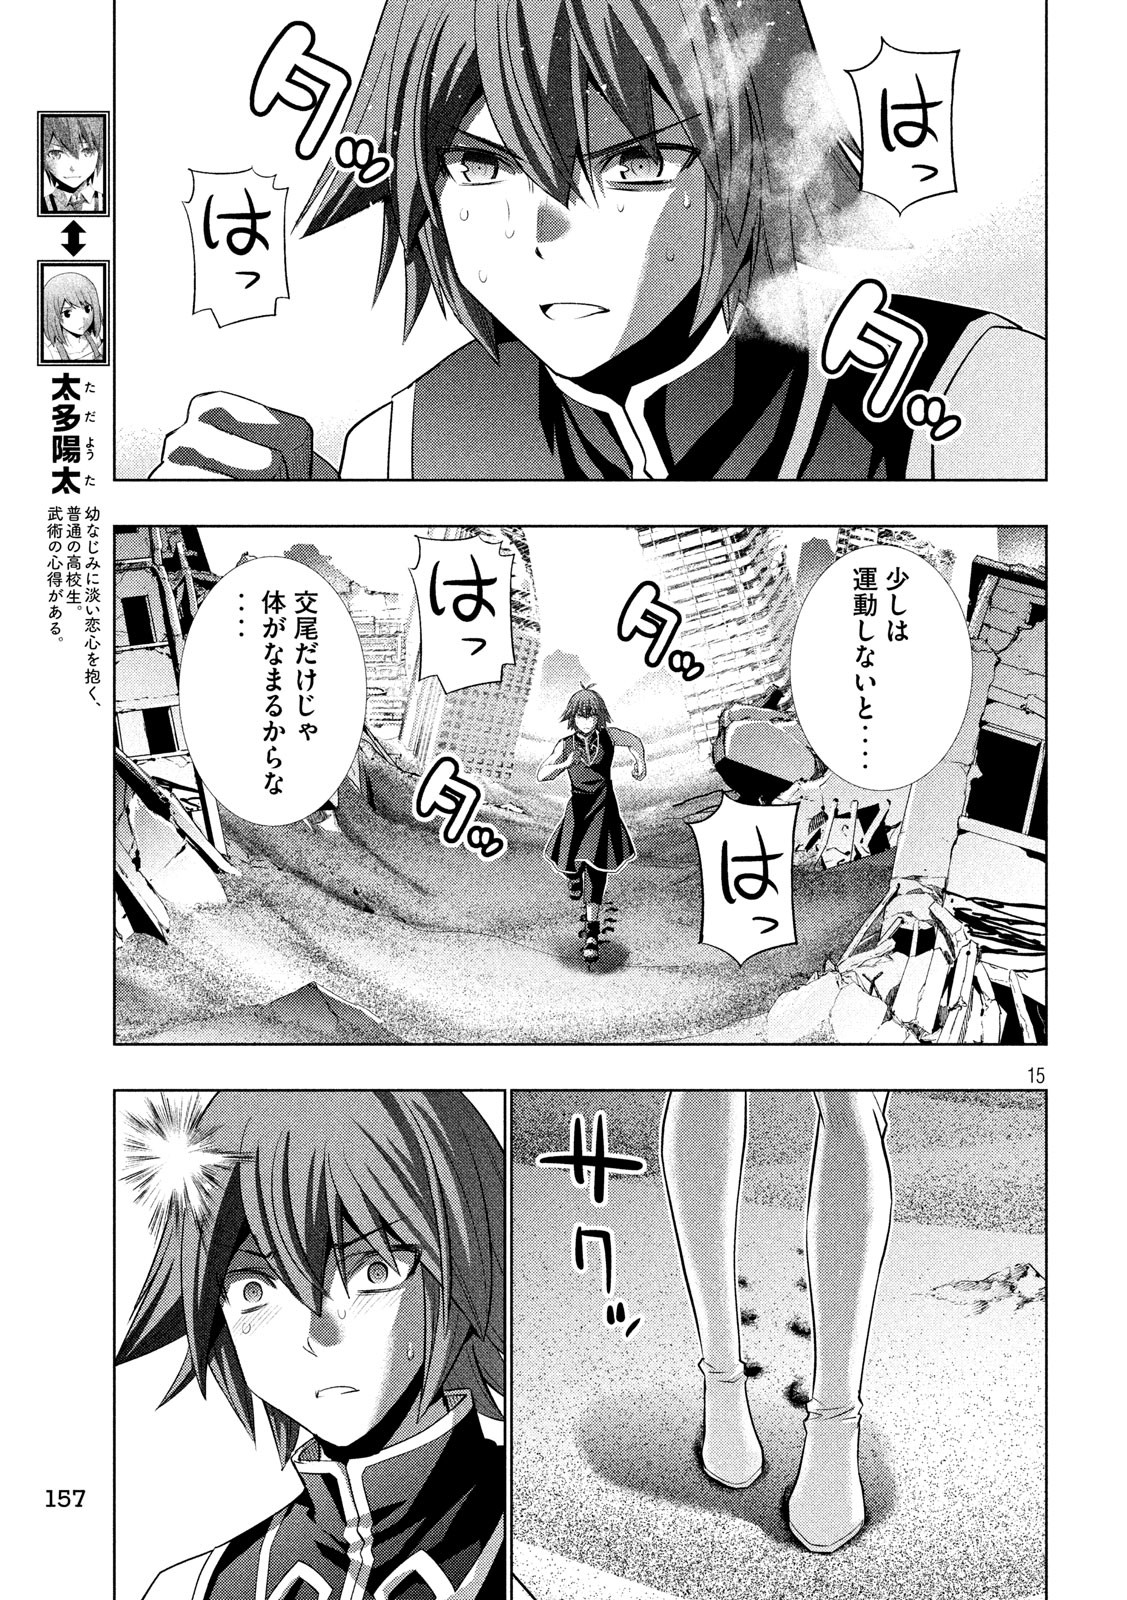 はっ
タッ
タッ
はっ
太多陽太
ただようた
幼なじみに淡い恋心を抱く、
普通の高校生。
武術の心得がある。
少しは
運動しないと‥‥
はっ
タッ
タッ
はっ
交尾だけじゃ
体がなまるからな
‥‥
15
ザクッ
157